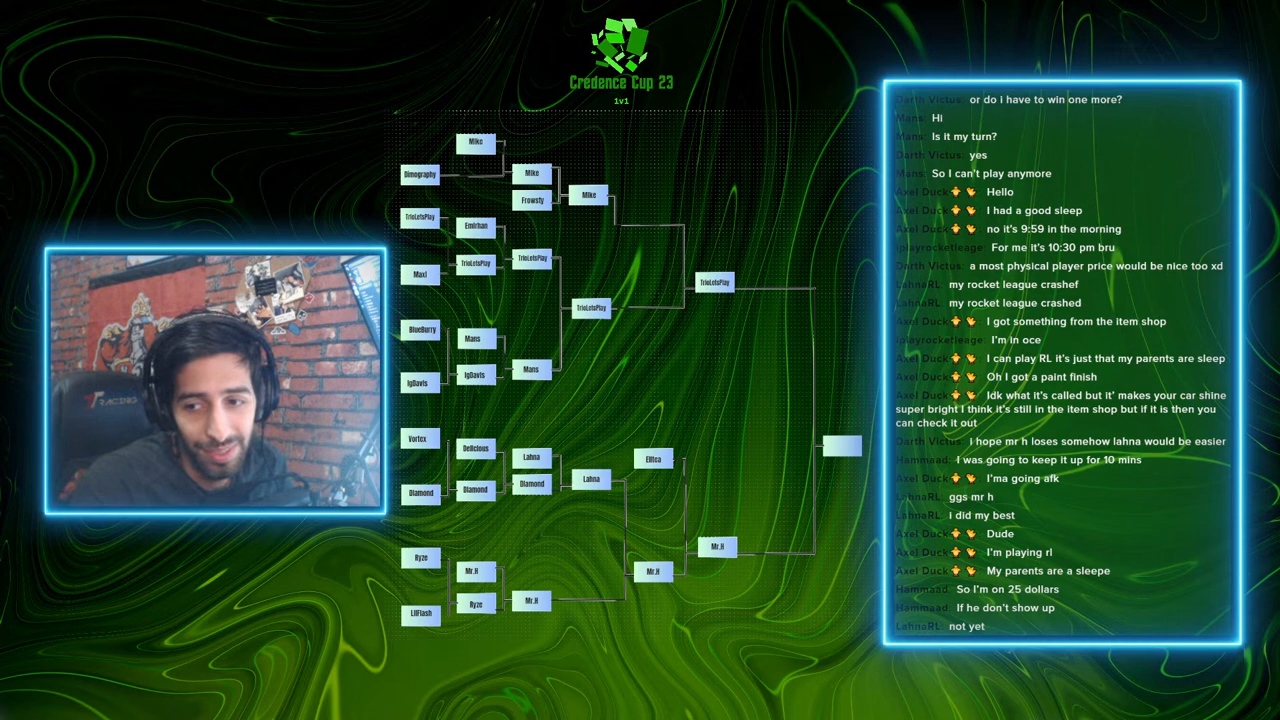 Credence Cup 23
1v1
Mike
Dimography
Mike
Frowsty
Mike
TrioLetsPlay
Emirhan
TrioLetsPlay
Maxi
TrioLetsPlay
TrioLetsPlay
TrioLetsPlay
BlueBurry
Mans
IgDavis
IgDavis
Mans
Vortex
Delicious
Lahna
Diamond
Diamond
Diamond
Lahna
Elitea
Mr.H
Mr.H
Ryze
Mr.H
Ryze
Mr.H
LilFlash
RACING
Darth Victus: or do i have to win one more?
Mans: Hi
Mans: Is it my turn?
Darth Victus: yes
Mans: So I can't play anymore
Axel Duck🐥 🐤: Hello
Axel Duck🐥 🐤: I had a good sleep
Axel Duck🐥 🐤: no it's 9:59 in the morning
iplayrocketleage: For me it's 10:30 pm bru
Darth Victus: a most physical player price would be nice too xd
LahnaRL: my rocket league crashef
LahnaRL: my rocket league crashed
Axel Duck🐥 🐤: I got something from the item shop
iplayrocketleage: I'm in oce
Axel Duck🐥 🐤: I can play RL it's just that my parents are sleep
Axel Duck🐥 🐤: Oh I got a paint finish
Axel Duck🐥 🐤: Idk what it's called but it' makes your car shine
super bright I think it's still in the item shop but if it is then you
can check it out
Darth Victus: I hope mr h loses somehow lahna would be easier
Hammaad: I was going to keep it up for 10 mins
Axel Duck🐥 🐤: I'ma going afk
LahnaRL: ggs mr h
LahnaRL: I did my best
Axel Duck🐥 🐤: Dude
Axel Duck🐥 🐤: I'm playing rl
Axel Duck🐥 🐤: My parents are a sleepe
Hammaad: So I'm on 25 dollars
Hammaad: If he don't show up
LahnaRL: not yet